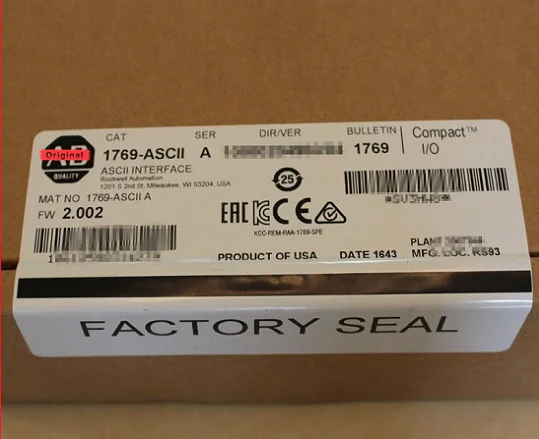 CAT SER DIR/VER BULLETIN Compact™
Original
AB
QUALITY
1769-ASCII A 1769 I/O
ASCII INTERFACE
Rockwell Automation
1201 S 2nd St, Milwaukee, WI 53204, USA
MAT NO 1769-ASCII A
FW 2.002
25
EAC CE
KCC-REM-RAA-1769-SPE
PRODUCT OF USA DATE 1643
PLANT
MFG. LOC. RS93
FACTORY SEAL